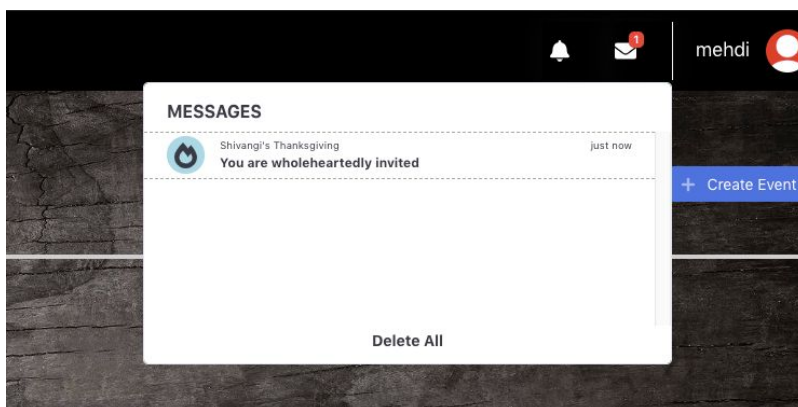 1
mehdi
MESSAGES
Shivangi's Thanksgiving
just now
You are wholeheartedly invited
+ Create Event
Delete All